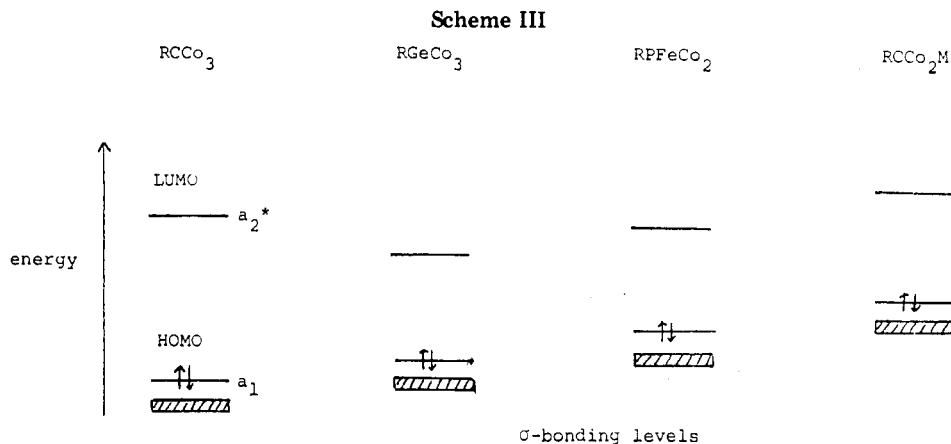 Scheme III
RCCo3 RGeCo3 RPFeCo2 RCCo2M
LUMO
a2*
energy
HOMO
a1
σ-bonding levels